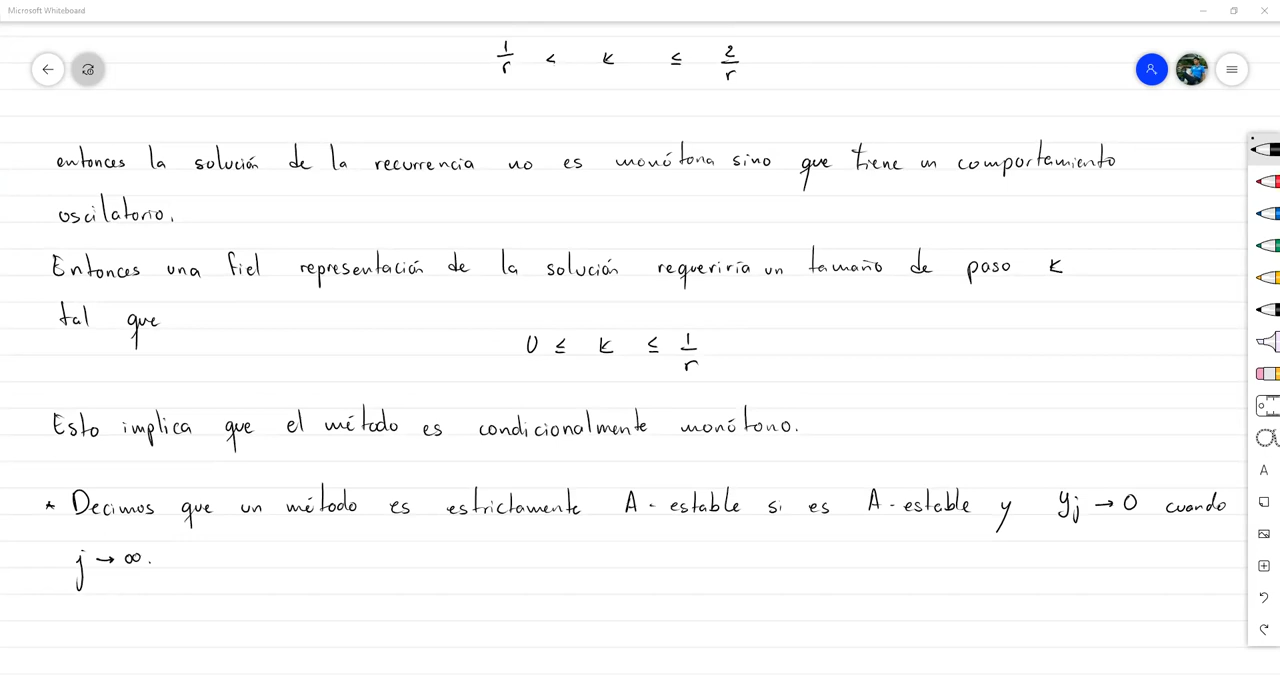 Microsoft Whiteboard
1/r < k ≤ 2/r
entonces la solución de la recurrencia no es monótona sino que tiene un comportamiento
oscilatorio.
Entonces una fiel representación de la solución requeriría un tamaño de paso k
tal que
0 ≤ k ≤ 1/r
Esto implica que el método es condicionalmente monótono.
* Decimos que un método es estrictamente A-estable si es A-estable y yj → 0 cuando
j → ∞.